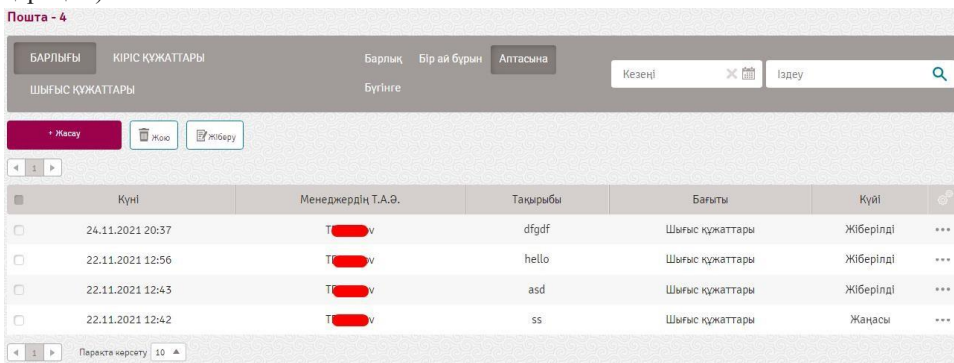 Пошта - 4
БАРЛЫҒЫ КІРІС ҚҰЖАТТАРЫ Барлық Бір ай бұрын Аптасына Кезеңі Іздеу
ШЫҒЫС ҚҰЖАТТАРЫ Бүгінге
+ Жасау Жою Жіберу
1
Күні Менеджердің Т.А.Ә. Тақырыбы Бағыты Күйі
24.11.2021 20:37 dfgdf Шығыс құжаттары Жіберілді
22.11.2021 12:56 hello Шығыс құжаттары Жіберілді
22.11.2021 12:43 asd Шығыс құжаттары Жіберілді
22.11.2021 12:42 ss Шығыс құжаттары Жаңасы
1 Парақта көрсету 10